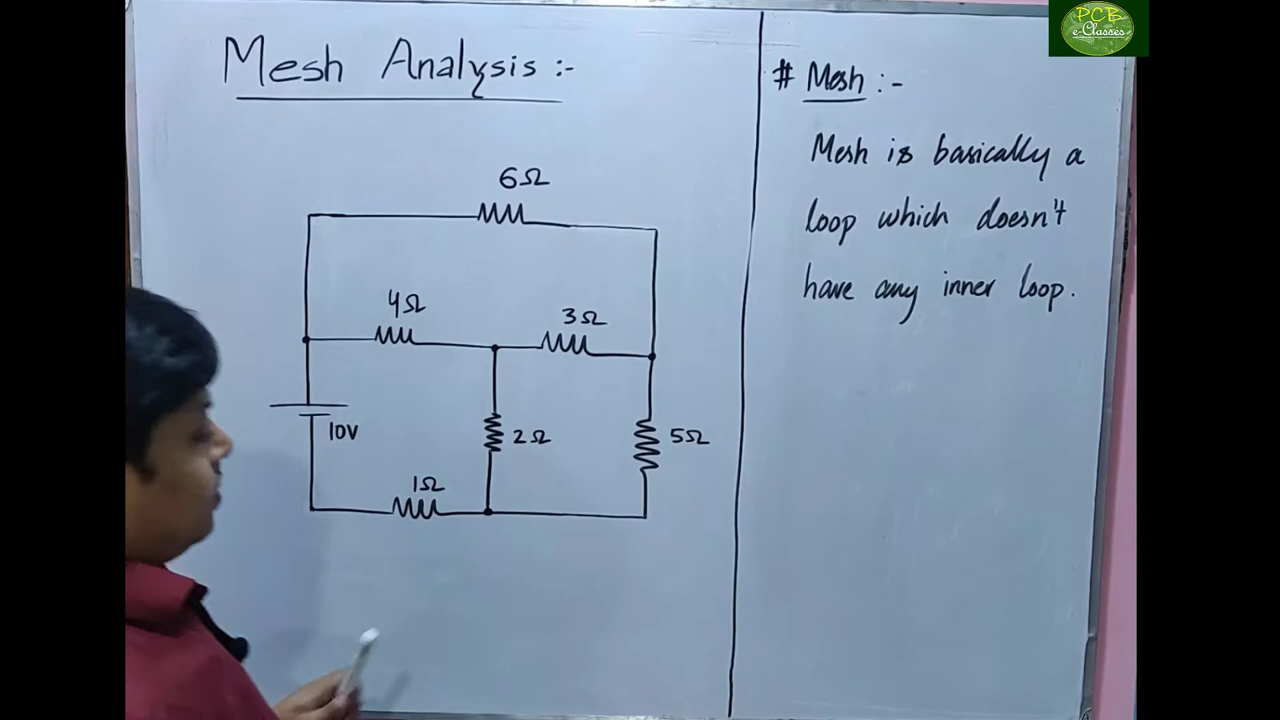 PCB
e-Classes
Mesh Analysis :-
6Ω
4Ω
3Ω
10V
2Ω
5Ω
1Ω
# Mesh :-
Mesh is basically a
loop which doesn't
have any inner loop.